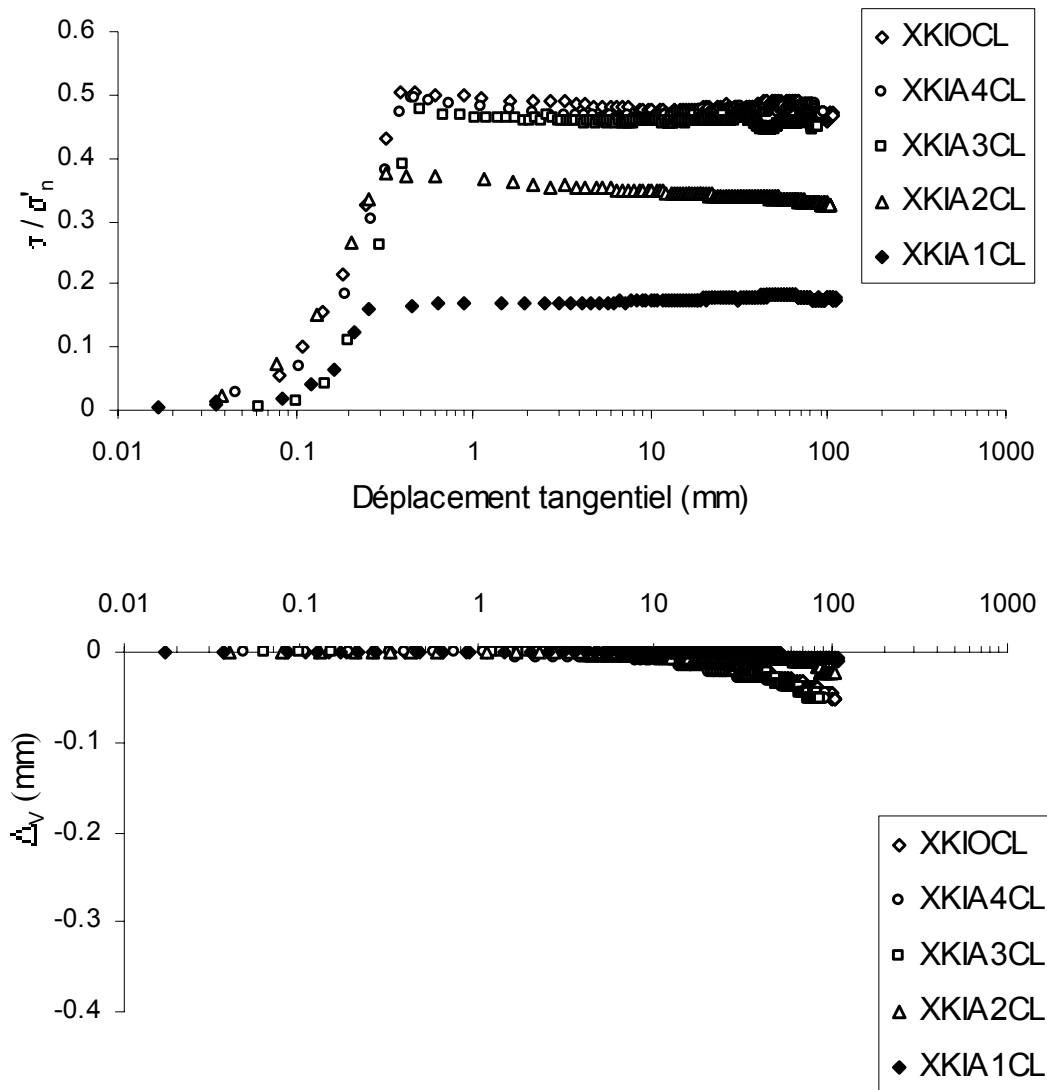 0.6
0.5
0.4
0.3
0.2
0.1
0
τ / σ'n
0.01 0.1 1 10 100 1000
Déplacement tangentiel (mm)
XKIOCL
XKIA4CL
XKIA3CL
XKIA2CL
XKIA1CL
0.01 0.1 1 10 100 1000
0
-0.1
-0.2
-0.3
-0.4
ΔV (mm)
XKIOCL
XKIA4CL
XKIA3CL
XKIA2CL
XKIA1CL